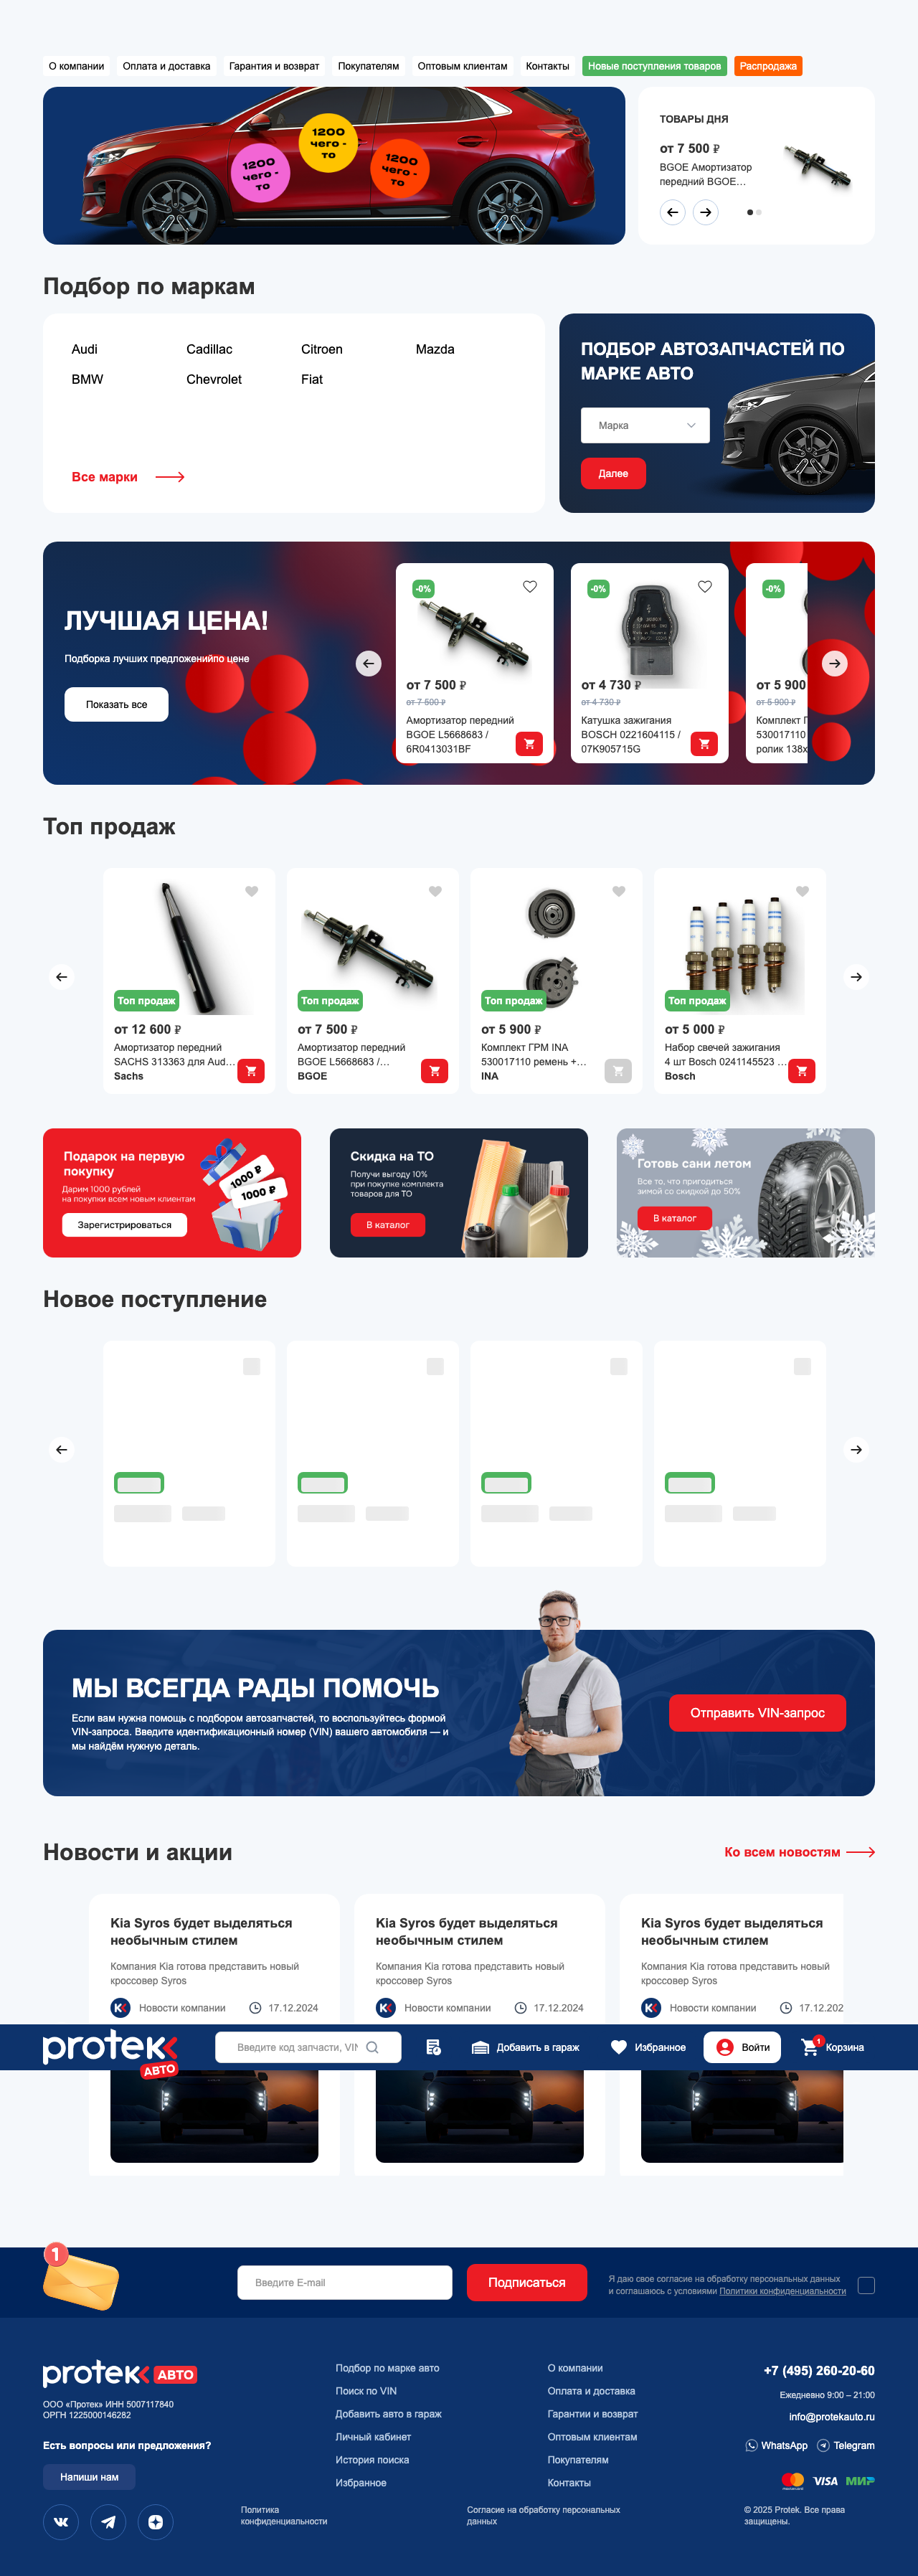 О компании
Оплата и доставка
Гарантия и возврат
Покупателям
Оптовым клиентам
Контакты
Новые поступления товаров
Распродажа
1200
чего -
то
1200
чего -
то
1200
чего -
то
ТОВАРЫ ДНЯ
от 7 500 ₽
BGOE Амортизатор
передний BGOE…
Подбор по маркам
Audi
Cadillac
Citroen
Mazda
BMW
Chevrolet
Fiat
Все марки
ПОДБОР АВТОЗАПЧАСТЕЙ ПО
МАРКЕ АВТО
Марка
Далее
ЛУЧШАЯ ЦЕНА!
Подборка лучших предложенийпо цене
Показать все
-0%
от 7 500 ₽
от 7 500 ₽
Амортизатор передний
BGOE L5668683 /
6R0413031BF
-0%
от 4 730 ₽
от 4 730 ₽
Катушка зажигания
BOSCH 0221604115 /
07K905715G
-0%
от 5 900
от 5 900 ₽
Комплект Г
530017110
ролик 138x
Топ продаж
Топ продаж
от 12 600 ₽
Амортизатор передний
SACHS 313363 для Aud…
Sachs
Топ продаж
от 7 500 ₽
Амортизатор передний
BGOE L5668683 /…
BGOE
Топ продаж
от 5 900 ₽
Комплект ГРМ INA
530017110 ремень +…
INA
Топ продаж
от 5 000 ₽
Набор свечей зажигания
4 шт Bosch 0241145523 …
Bosch
Подарок на первую
покупку
Дарим 1000 рублей
на покупки всем новым клиентам
Зарегистрироваться
1000 ₽
1000 ₽
Скидка на ТО
Получи выгоду 10%
при покупке комплекта
товаров для ТО
В каталог
Готовь сани летом
Все то, что пригодиться
зимой со скидкой до 50%
В каталог
Новое поступление
МЫ ВСЕГДА РАДЫ ПОМОЧЬ
Если вам нужна помощь с подбором автозапчастей, то воспользуйтесь формой
VIN-запроса. Введите идентификационный номер (VIN) вашего автомобиля — и
мы найдём нужную деталь.
Отправить VIN-запрос
Новости и акции
Ко всем новостям
Kia Syros будет выделяться
необычным стилем
Компания Kia готова представить новый
кроссовер Syros
Новости компании
17.12.2024
Kia Syros будет выделяться
необычным стилем
Компания Kia готова представить новый
кроссовер Syros
Новости компании
17.12.2024
Kia Syros будет выделяться
необычным стилем
Компания Kia готова представить новый
кроссовер Syros
Новости компании
17.12.202
protek
АВТО
Введите код запчасти, VIN
Добавить в гараж
Избранное
Войти
1
Корзина
1
Введите E-mail
Подписаться
Я даю свое согласие на обработку персональных данных
и соглашаюсь с условиями Политики конфиденциальности
protek АВТО
ООО «Протек» ИНН 5007117840
ОРГН 1225000146282
Есть вопросы или предложения?
Напиши нам
Подбор по марке авто
Поиск по VIN
Добавить авто в гараж
Личный кабинет
История поиска
Избранное
О компании
Оплата и доставка
Гарантии и возврат
Оптовым клиентам
Покупателям
Контакты
+7 (495) 260-20-60
Ежедневно 9:00 – 21:00
info@protekauto.ru
WhatsApp
Telegram
VISA
МИР
Политика
конфиденциальности
Согласие на обработку персональных
данных
© 2025 Protek. Все права
защищены.